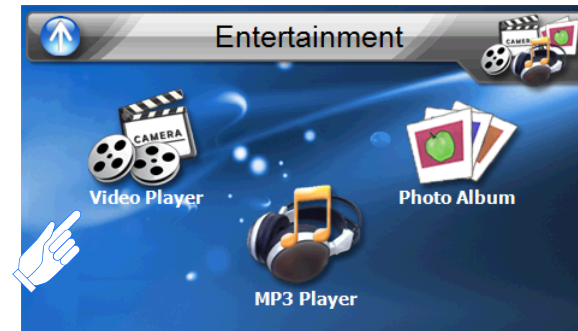 Entertainment
CAMERA
CAMERA
Video Player
Photo Album
MP3 Player